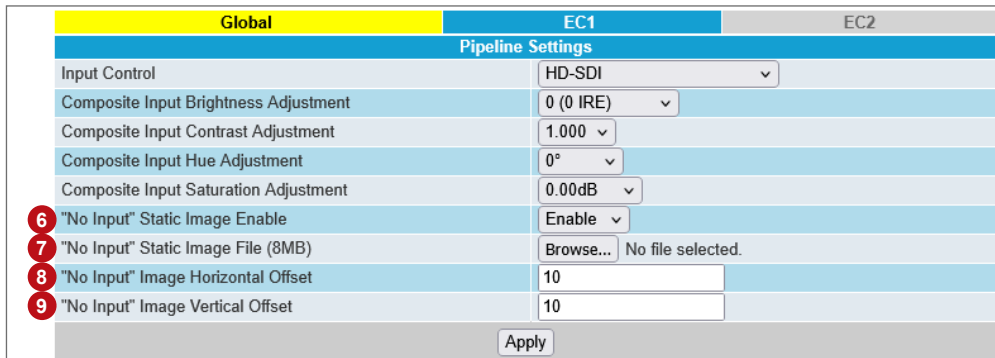 Global EC1 EC2
Pipeline Settings
Input Control HD-SDI
Composite Input Brightness Adjustment 0 (0 IRE)
Composite Input Contrast Adjustment 1.000
Composite Input Hue Adjustment 0°
Composite Input Saturation Adjustment 0.00dB
6 "No Input" Static Image Enable Enable
7 "No Input" Static Image File (8MB) Browse... No file selected.
8 "No Input" Image Horizontal Offset 10
9 "No Input" Image Vertical Offset 10
Apply